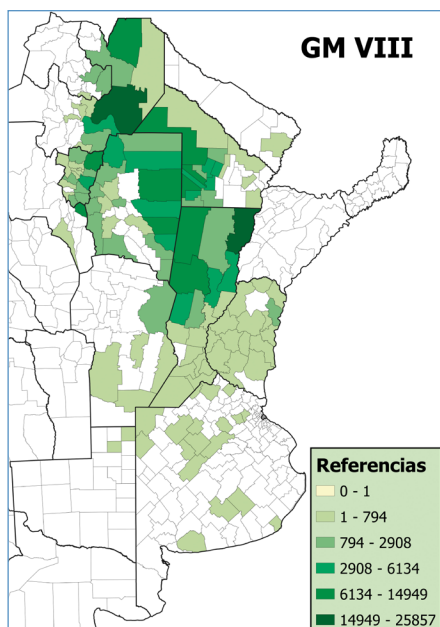 GM VIII
Referencias
0 - 1
1 - 794
794 - 2908
2908 - 6134
6134 - 14949
14949 - 25857